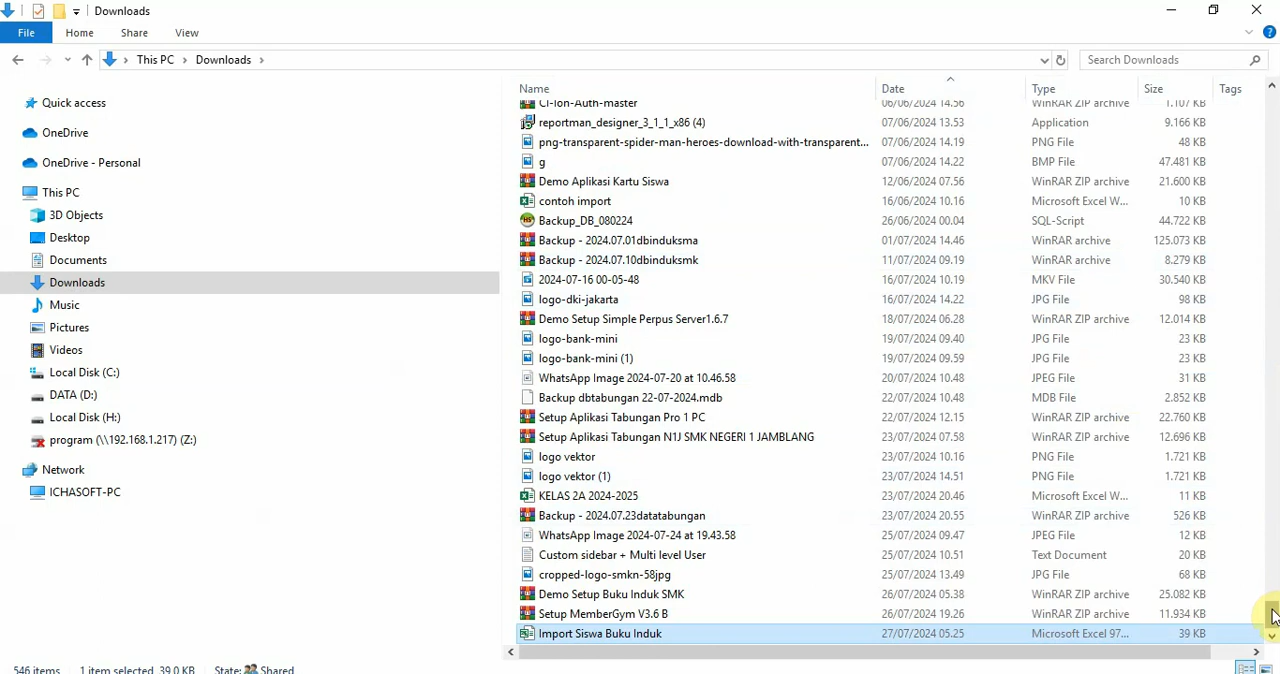 Downloads
File Home Share View
This PC > Downloads > Search Downloads
Name Date Type Size Tags
Quick access
OneDrive
OneDrive - Personal
This PC
3D Objects
Desktop
Documents
Downloads
Music
Pictures
Videos
Local Disk (C:)
DATA (D:)
Local Disk (H:)
program (\\192.168.1.217) (Z:)
Network
ICHASOFT-PC
CI-Ion-Auth-master 06/06/2024 14.56 WinRAR ZIP archive 1.107 KB
reportman_designer_3_1_1_x86 (4) 07/06/2024 13.53 Application 9.166 KB
png-transparent-spider-man-heroes-download-with-transparent... 07/06/2024 14.19 PNG File 48 KB
g 07/06/2024 14.22 BMP File 47.481 KB
Demo Aplikasi Kartu Siswa 12/06/2024 07.56 WinRAR ZIP archive 21.600 KB
contoh import 16/06/2024 10.16 Microsoft Excel W... 10 KB
Backup_DB_080224 26/06/2024 00.04 SQL-Script 44.722 KB
Backup - 2024.07.01dbinduksma 01/07/2024 14.46 WinRAR archive 125.073 KB
Backup - 2024.07.10dbinduksmk 11/07/2024 09.19 WinRAR archive 8.279 KB
2024-07-16 00-05-48 16/07/2024 10.19 MKV File 30.540 KB
logo-dki-jakarta 16/07/2024 14.22 JPG File 98 KB
Demo Setup Simple Perpus Server1.6.7 18/07/2024 06.28 WinRAR ZIP archive 12.014 KB
logo-bank-mini 19/07/2024 09.40 JPG File 23 KB
logo-bank-mini (1) 19/07/2024 09.59 JPG File 23 KB
WhatsApp Image 2024-07-20 at 10.46.58 20/07/2024 10.48 JPEG File 31 KB
Backup dbtabungan 22-07-2024.mdb 22/07/2024 10.48 MDB File 2.852 KB
Setup Aplikasi Tabungan Pro 1 PC 22/07/2024 12.15 WinRAR ZIP archive 22.760 KB
Setup Aplikasi Tabungan N1J SMK NEGERI 1 JAMBLANG 23/07/2024 07.58 WinRAR ZIP archive 12.696 KB
logo vektor 23/07/2024 10.16 PNG File 1.721 KB
logo vektor (1) 23/07/2024 14.51 PNG File 1.721 KB
KELAS 2A 2024-2025 23/07/2024 20.46 Microsoft Excel W... 11 KB
Backup - 2024.07.23datatabungan 23/07/2024 20.55 WinRAR ZIP archive 526 KB
WhatsApp Image 2024-07-24 at 19.43.58 25/07/2024 09.47 JPEG File 12 KB
Custom sidebar + Multi level User 25/07/2024 10.51 Text Document 20 KB
cropped-logo-smkn-58jpg 25/07/2024 13.49 JPG File 68 KB
Demo Setup Buku Induk SMK 26/07/2024 05.38 WinRAR ZIP archive 25.082 KB
Setup MemberGym V3.6 B 26/07/2024 19.26 WinRAR ZIP archive 11.934 KB
Import Siswa Buku Induk 27/07/2024 05.25 Microsoft Excel 97... 39 KB
546 items 1 item selected 39,0 KB State: Shared